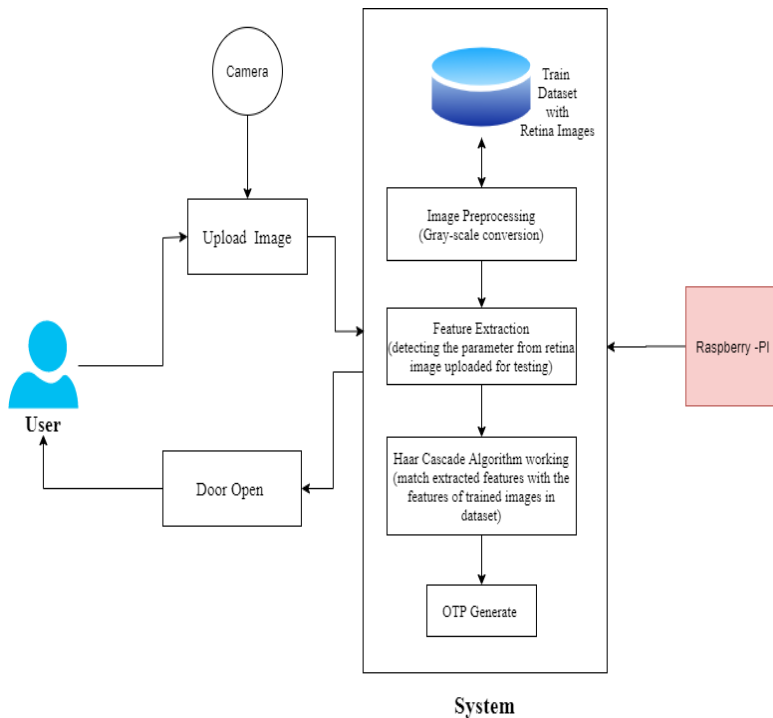 Camera
Train
Dataset
with
Retina Images
Upload Image
Image Preprocessing
(Gray-scale conversion)
Feature Extraction
(detecting the parameter from retina
image uploaded for testing)
Raspberry -PI
User
Door Open
Haar Cascade Algorithm working
(match extracted features with the
features of trained images in
dataset)
OTP Generate
System